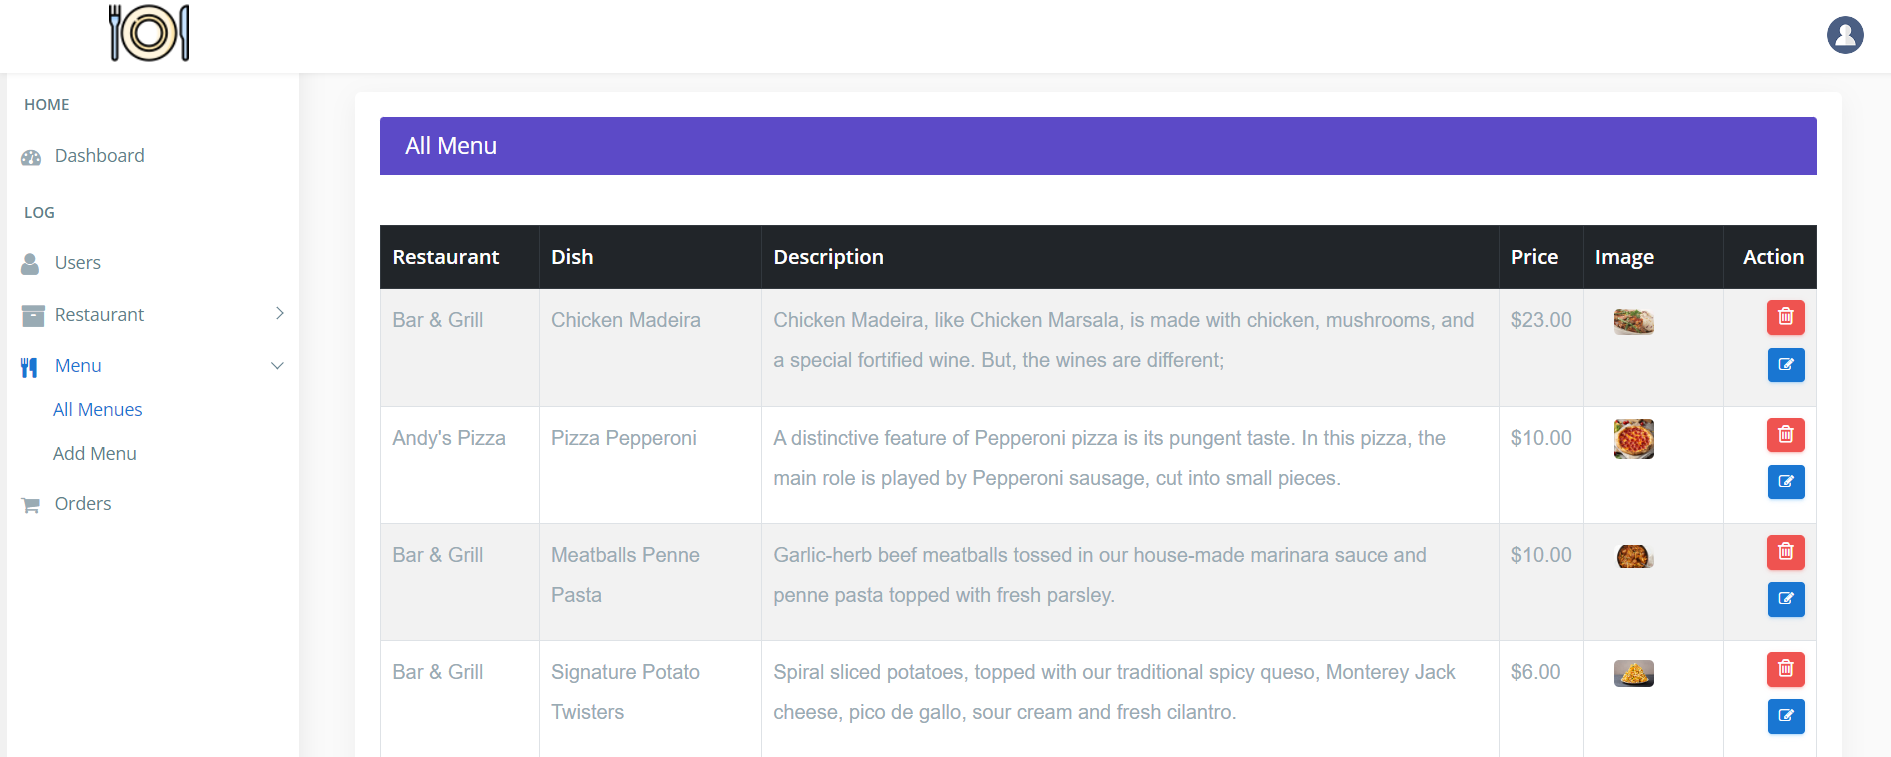 HOME
Dashboard
LOG
Users
Restaurant
Menu
All Menues
Add Menu
Orders
All Menu
Restaurant Dish Description Price Image Action
Bar & Grill Chicken Madeira Chicken Madeira, like Chicken Marsala, is made with chicken, mushrooms, and $23.00
a special fortified wine. But, the wines are different;
Andy's Pizza Pizza Pepperoni A distinctive feature of Pepperoni pizza is its pungent taste. In this pizza, the $10.00
main role is played by Pepperoni sausage, cut into small pieces.
Bar & Grill Meatballs Penne Garlic-herb beef meatballs tossed in our house-made marinara sauce and $10.00
Pasta penne pasta topped with fresh parsley.
Bar & Grill Signature Potato Spiral sliced potatoes, topped with our traditional spicy queso, Monterey Jack $6.00
Twisters cheese, pico de gallo, sour cream and fresh cilantro.